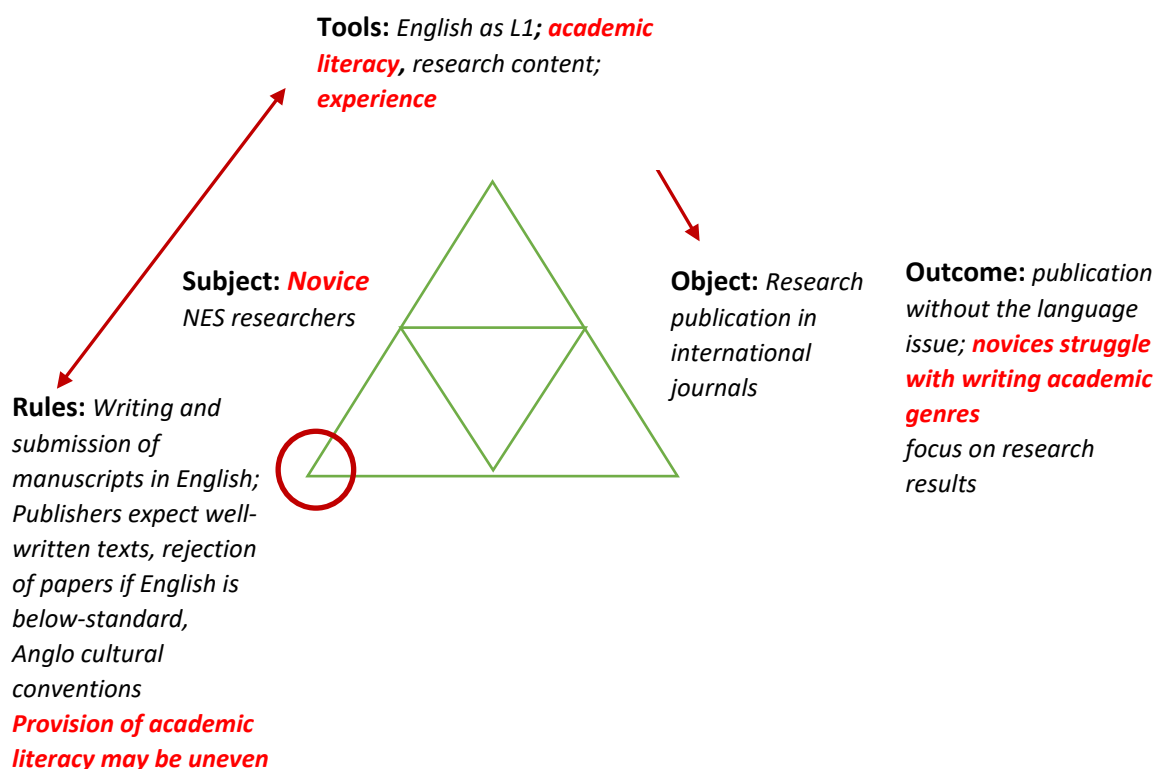 Tools: English as L1; academic
literacy, research content;
experience
Subject: Novice
NES researchers
Object: Research
publication in
international
journals
Outcome: publication
without the language
issue; novices struggle
with writing academic
genres
focus on research
results
Rules: Writing and
submission of
manuscripts in English;
Publishers expect well-
written texts, rejection
of papers if English is
below-standard,
Anglo cultural
conventions
Provision of academic
literacy may be uneven